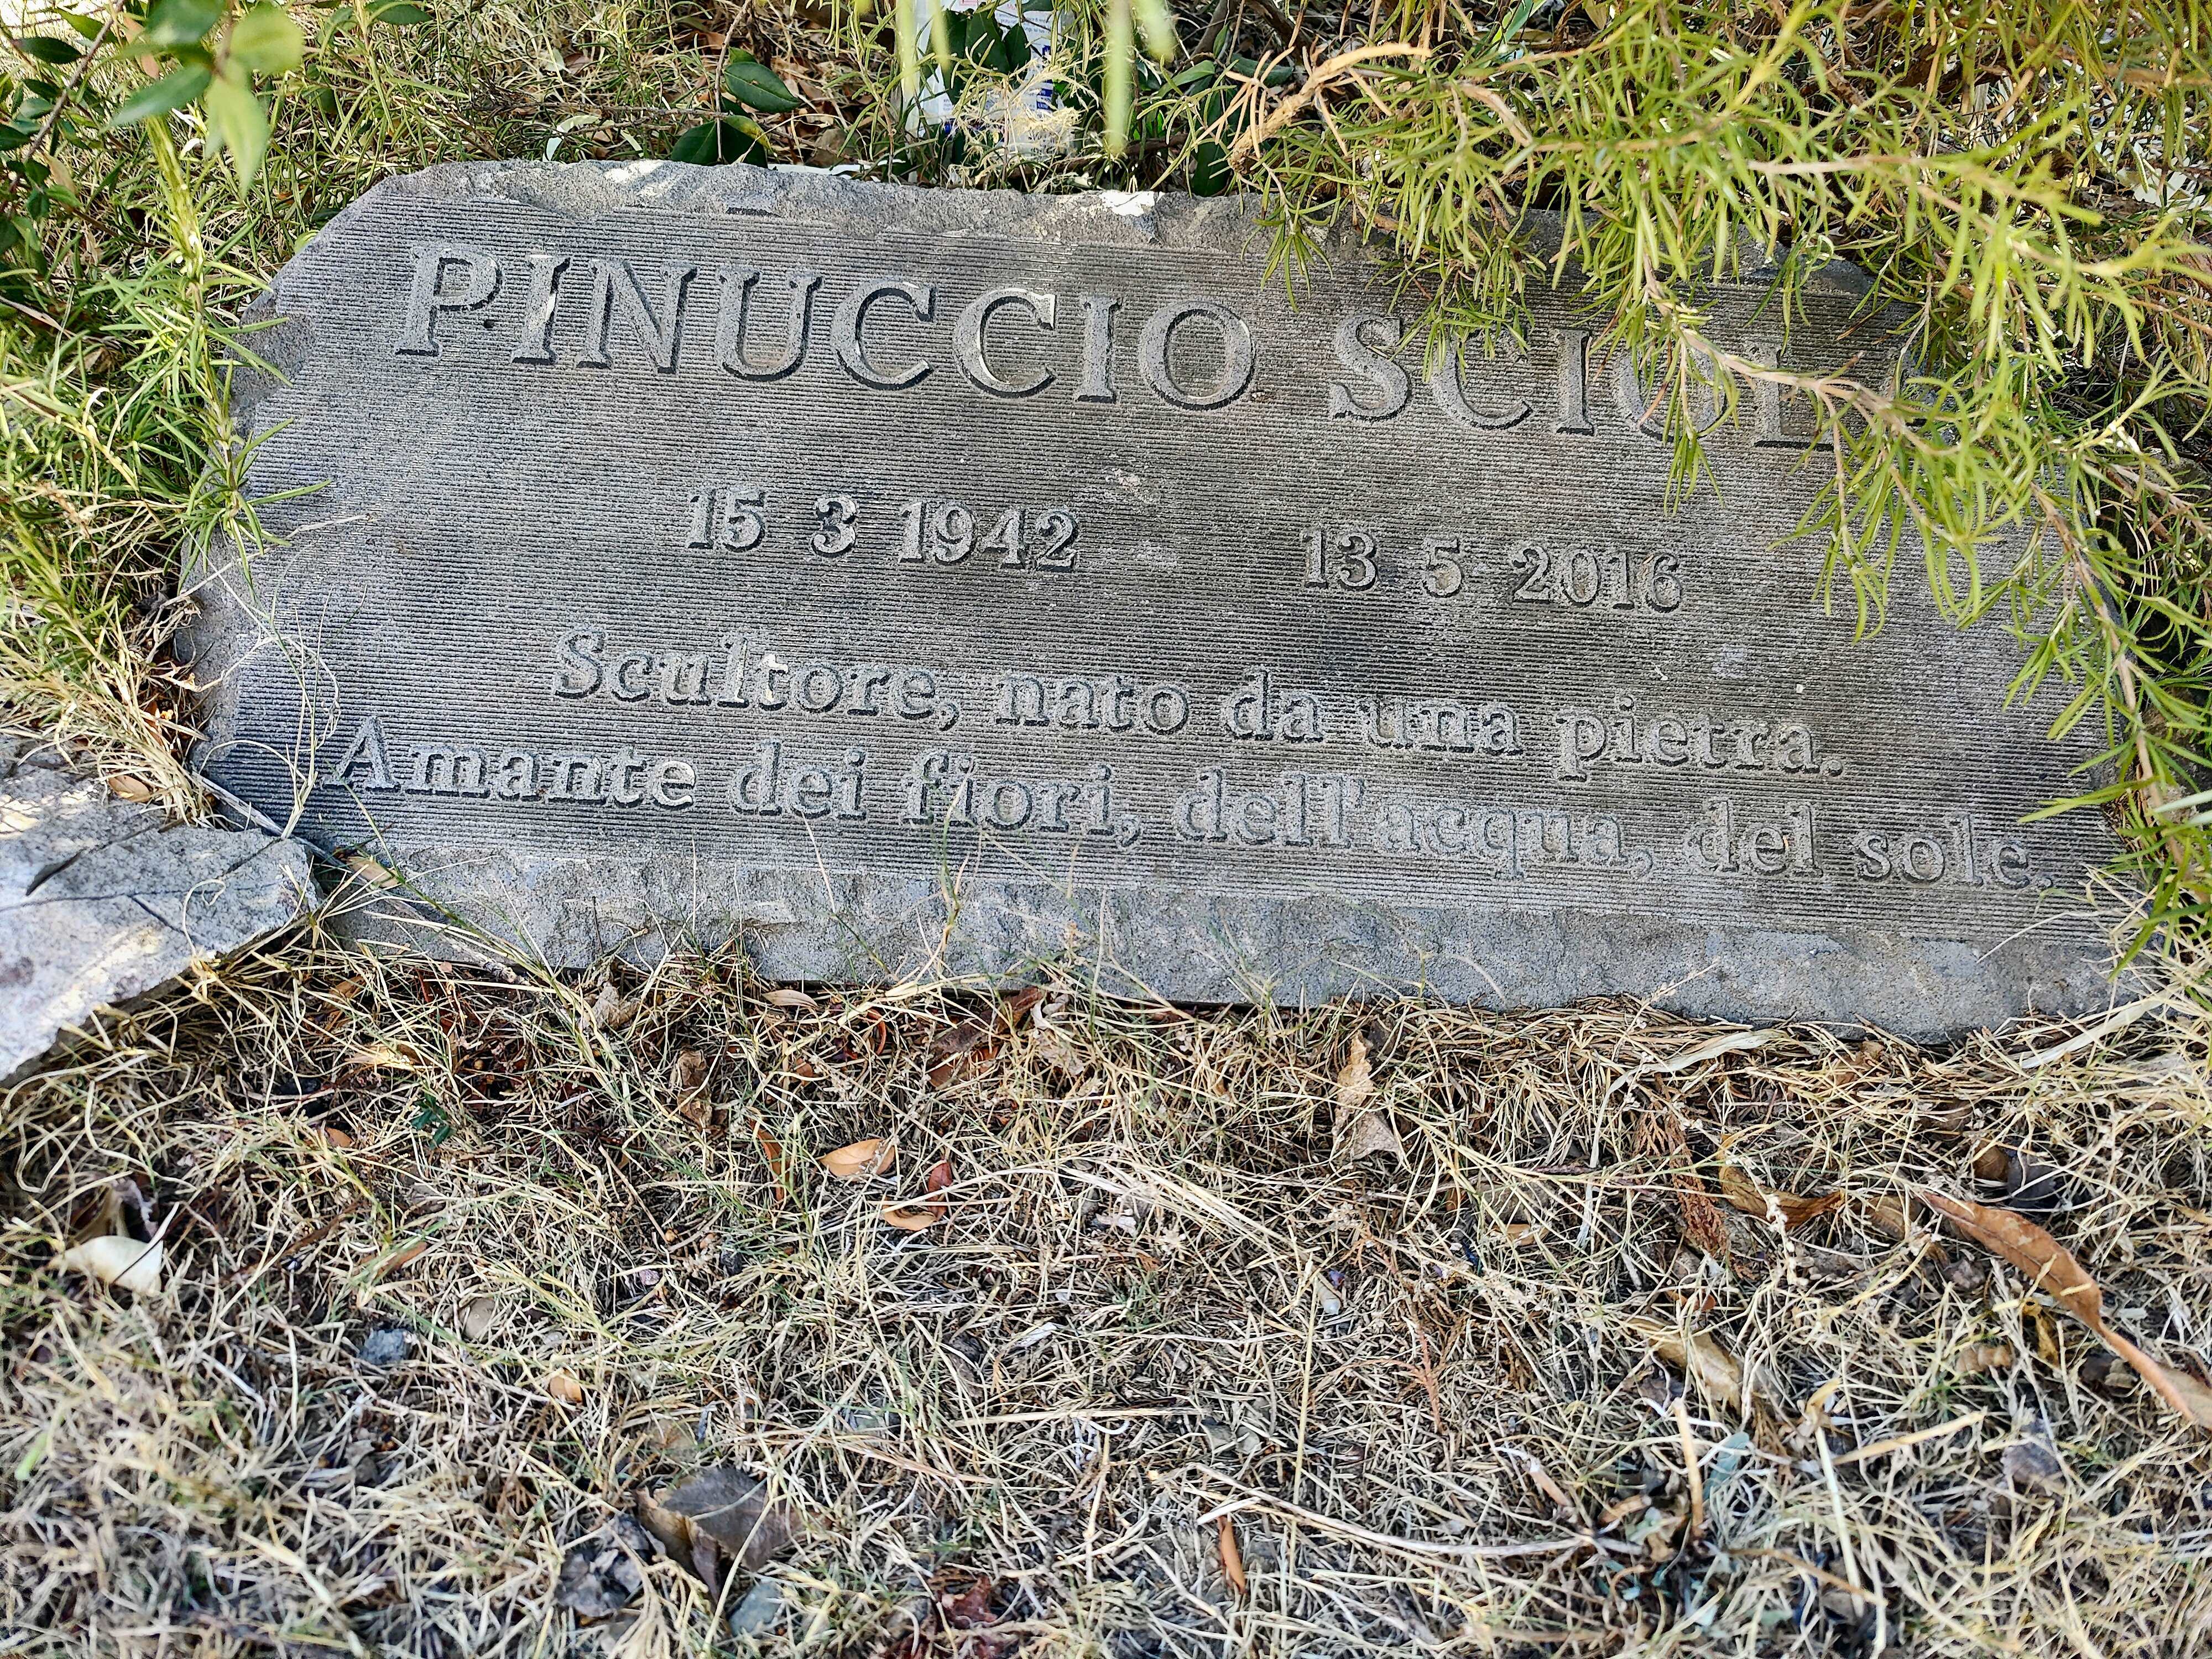 PINUCCIO SCIOLA
15 3 1942 13 5 2016
Scultore, nato da una pietra.
Amante dei fiori, dell'acqua, del sole.